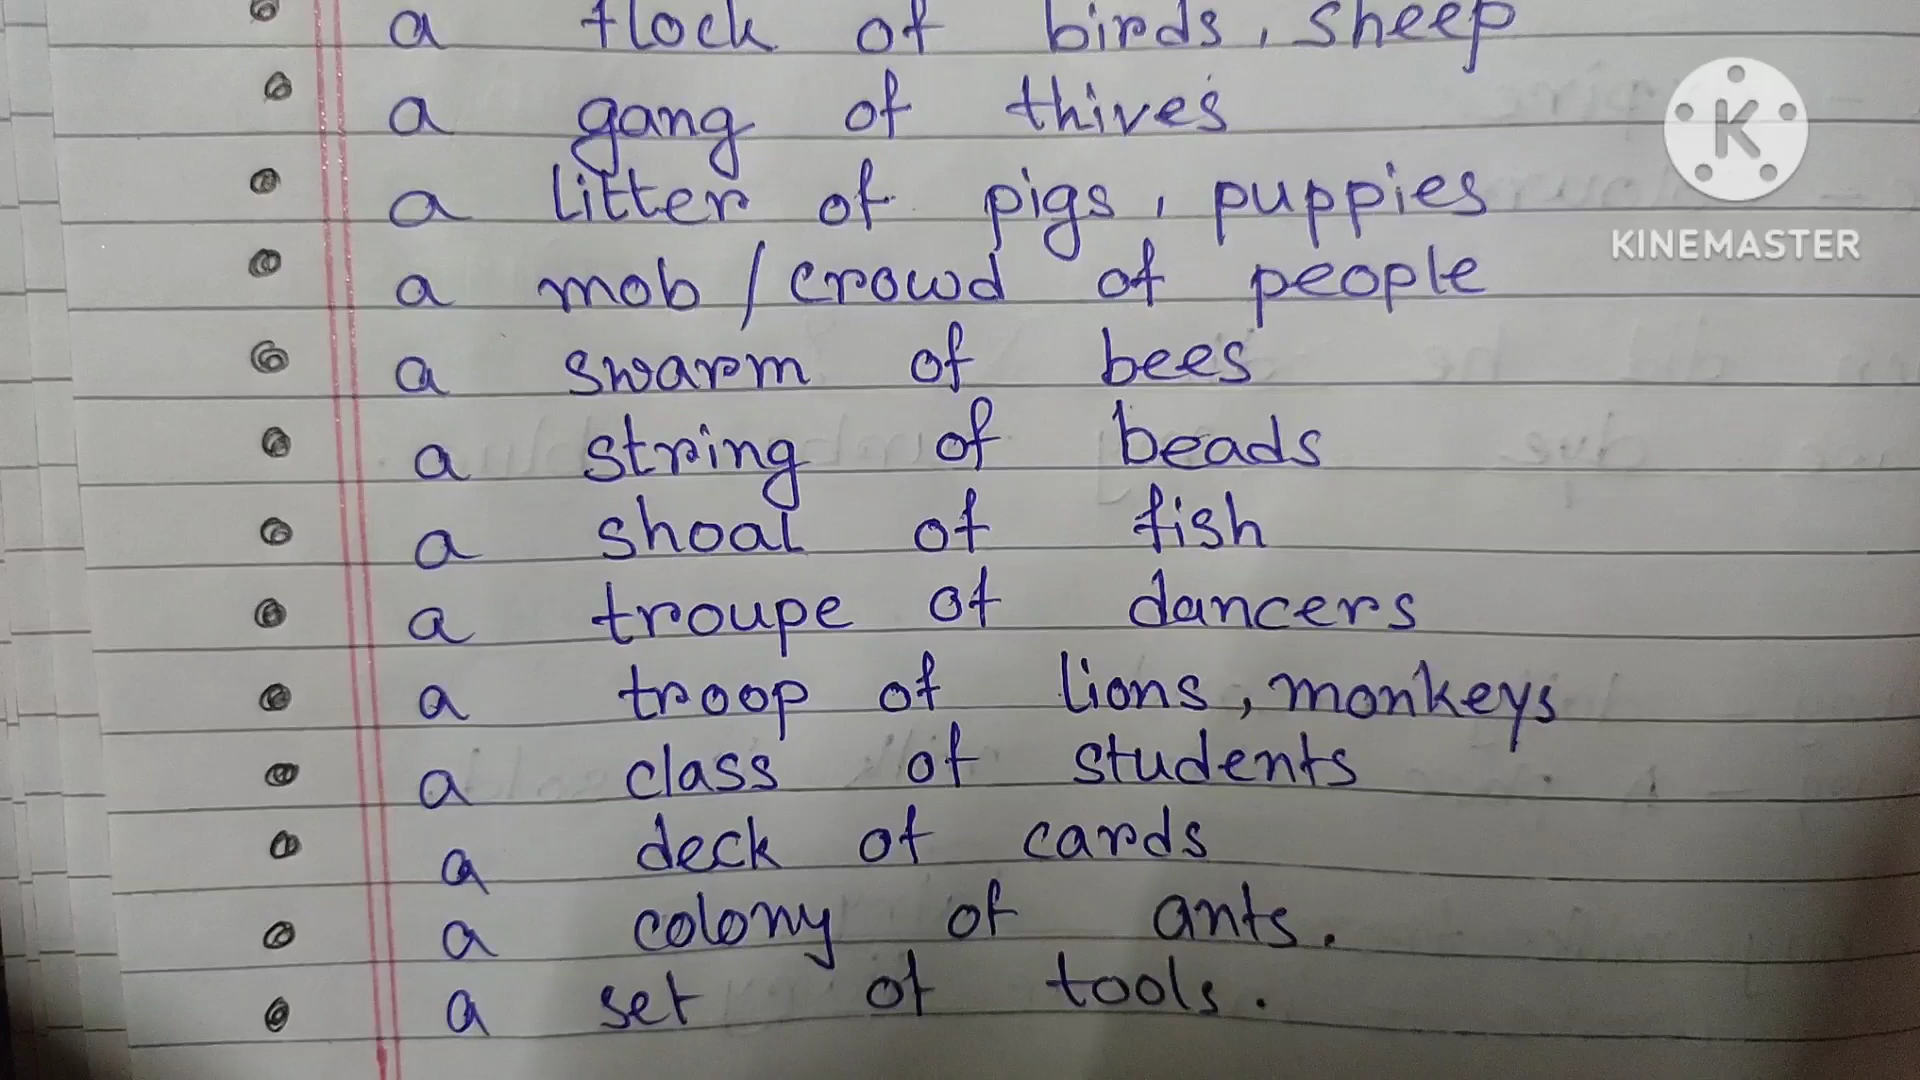 a flock of birds, sheep
a gang of thives
a litter of pigs, puppies
a mob / crowd of people
a swarm of bees
a string of beads
a shoal of fish
a troupe of dancers
a troop of lions, monkeys
a class of students
a deck of cards
a colony of ants.
a set of tools.
K
KINEMASTER